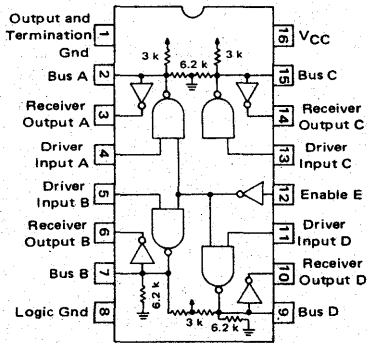 Output and
Termination
Gnd
1
16
VCC
3 k
3 k
6.2 k
Bus A
2
15
Bus C
Receiver
Output A
3
14
Receiver
Output C
Driver
Input A
4
13
Driver
Input C
Driver
Input B
5
12
Enable E
Receiver
Output B
6
11
Driver
Input D
Bus B
7
10
Receiver
Output D
6.2 k
Logic Gnd
8
3 k
6.2 k
9
Bus D